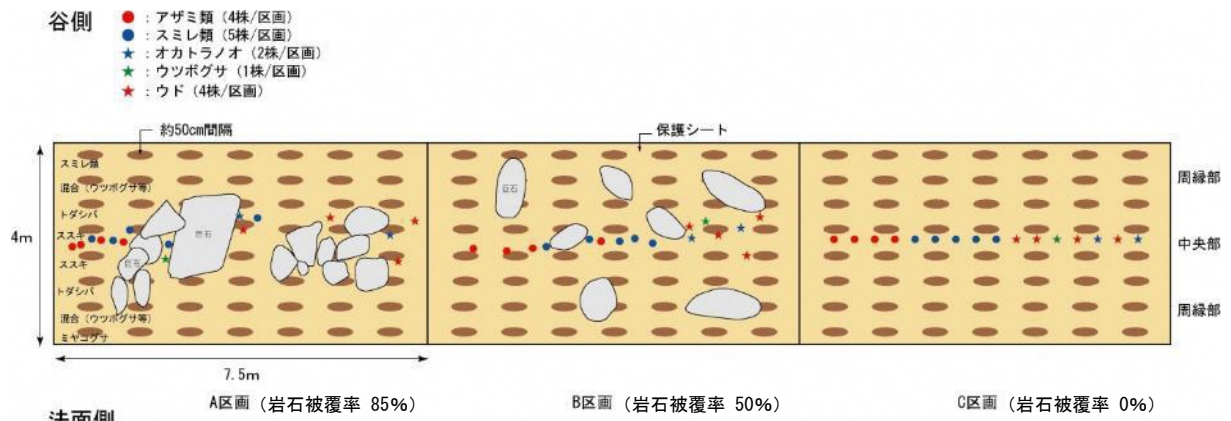 谷側
: アザミ類 (4株/区画)
: スミレ類 (5株/区画)
: オカトラノオ (2株/区画)
: ウツボグサ (1株/区画)
: ウド (4株/区画)
約50cm間隔
保護シート
スミレ類
混合 (ウツボグサ等)
トダシバ
ススキ
ススキ
トダシバ
混合 (ウツボグサ等)
ミヤコグサ
巨石
巨石
巨石
4m
周縁部
中央部
周縁部
7.5m
A区画 (岩石被覆率 85%)
B区画 (岩石被覆率 50%)
C区画 (岩石被覆率 0%)
法面側